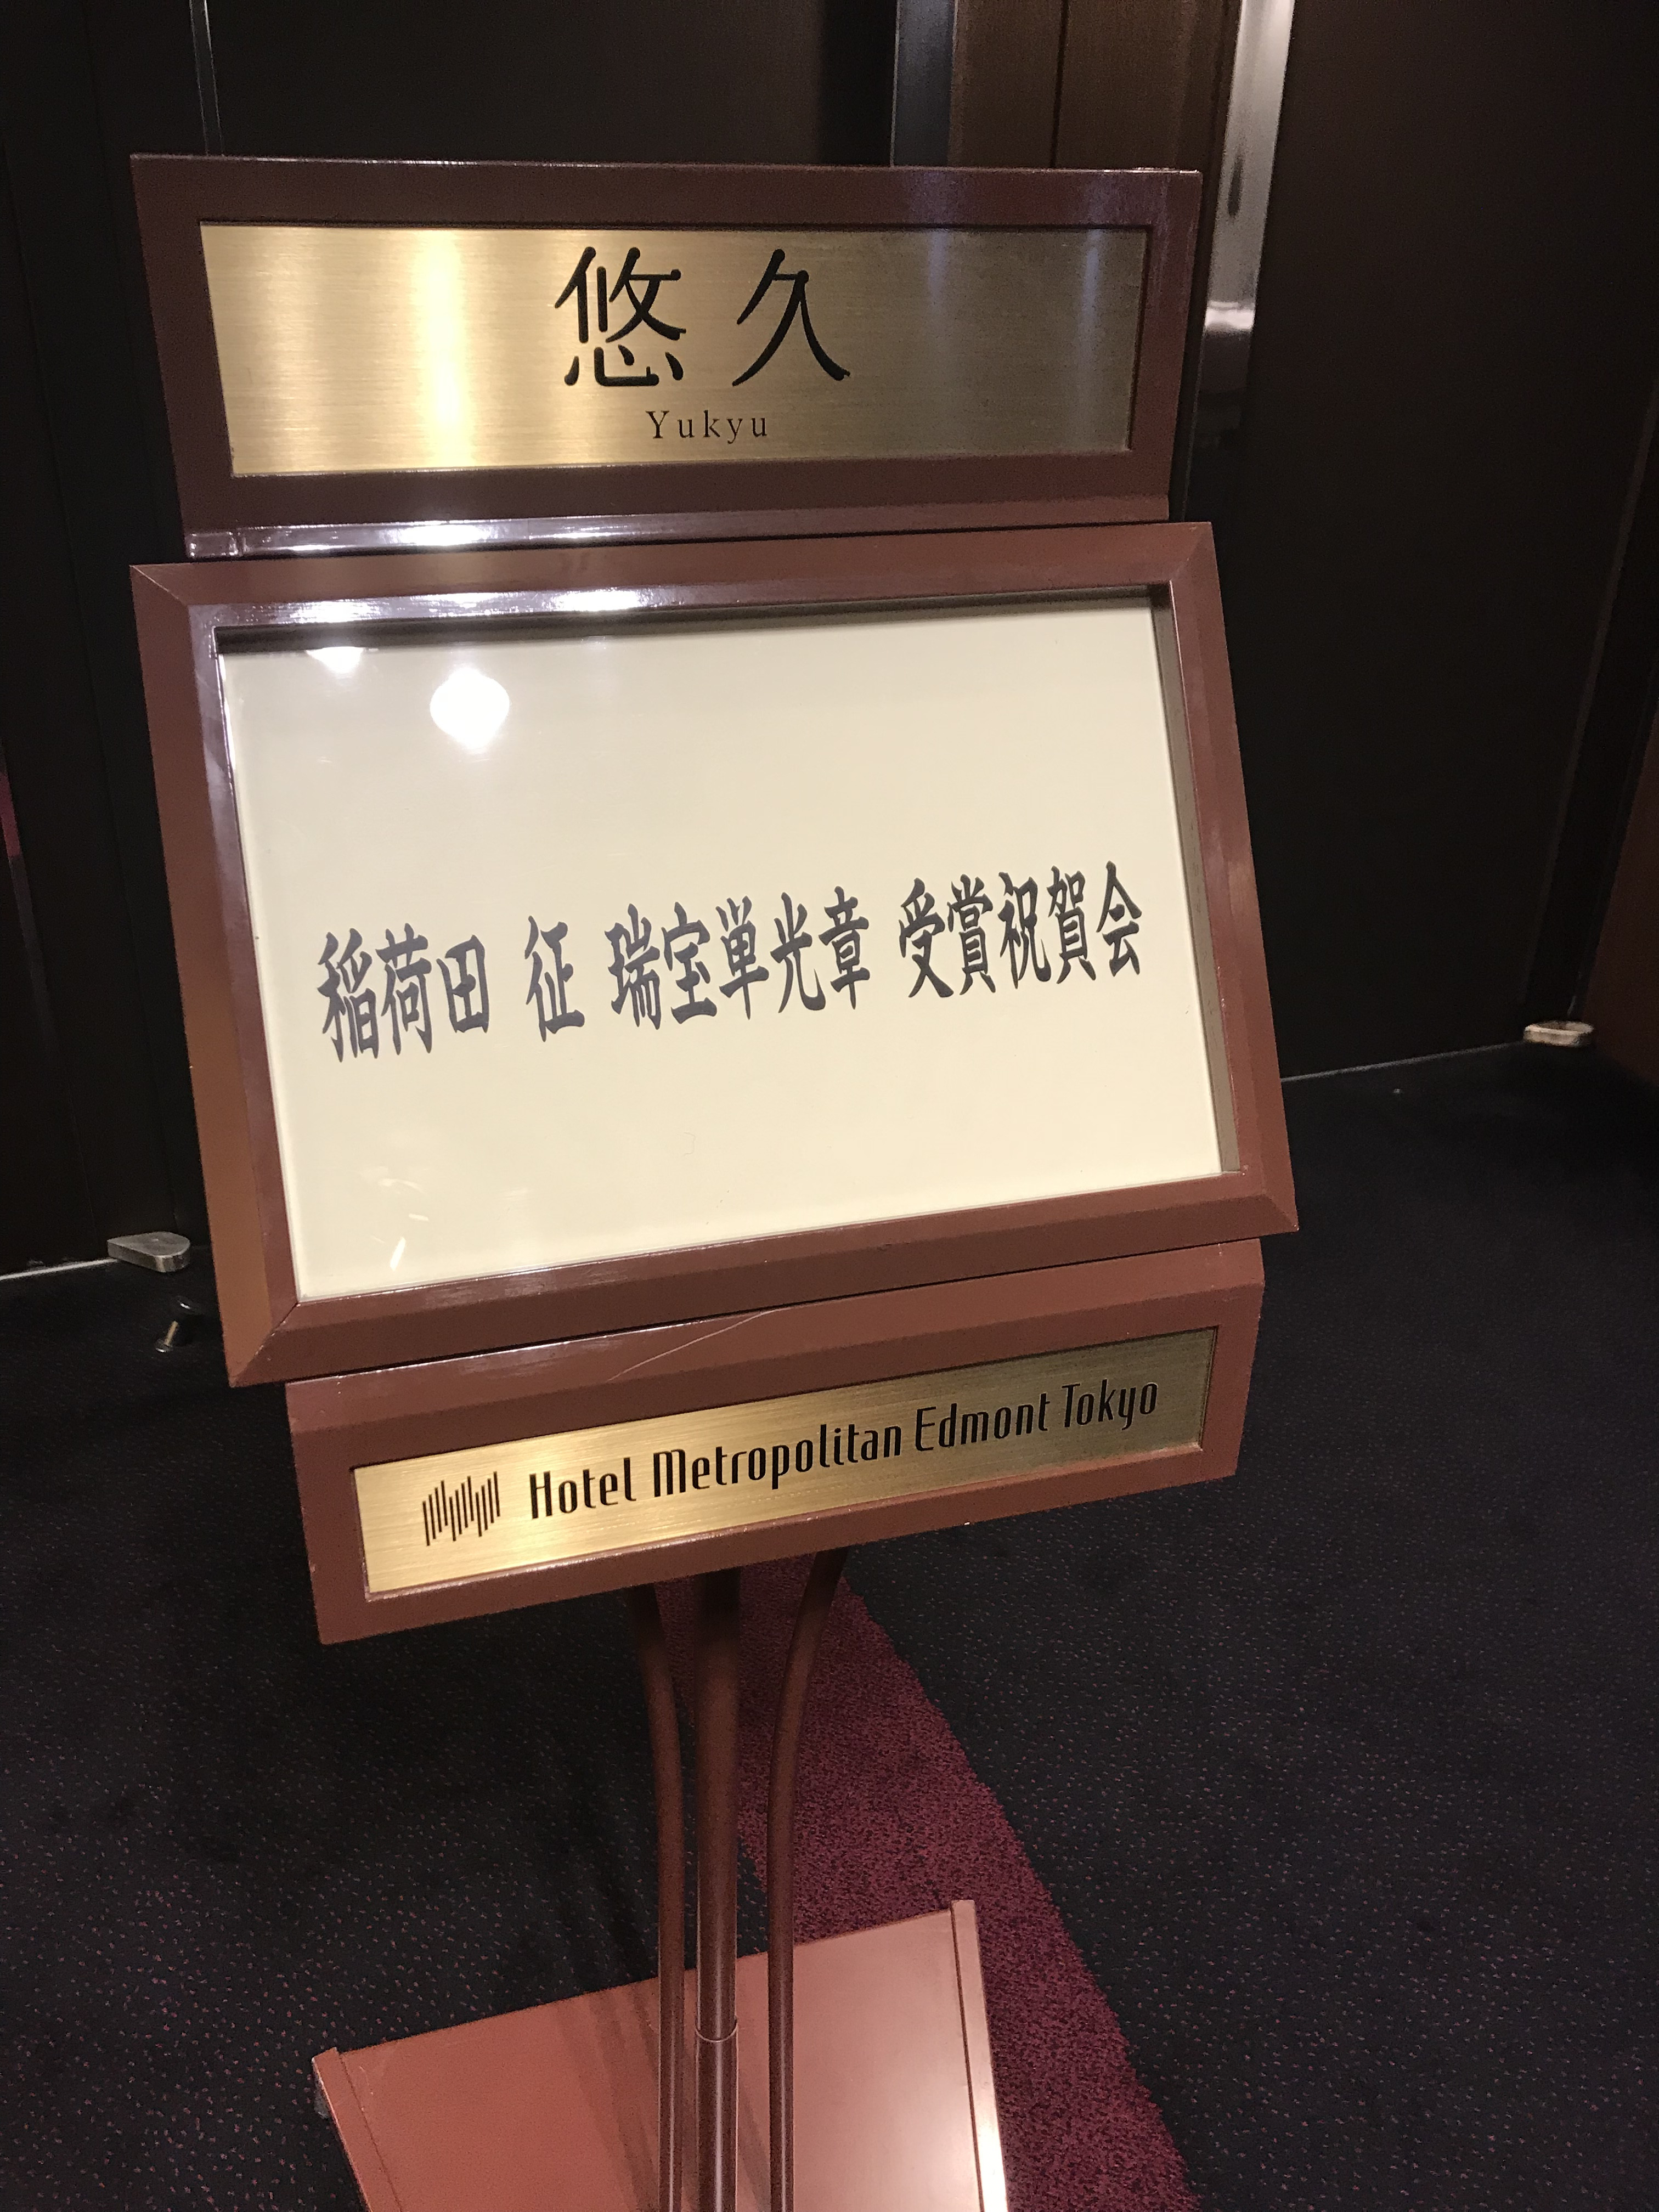 悠久
Yukyu
稲荷田 征 瑞宝単光章 受賞祝賀会
Hotel Metropolitan Edmont Tokyo